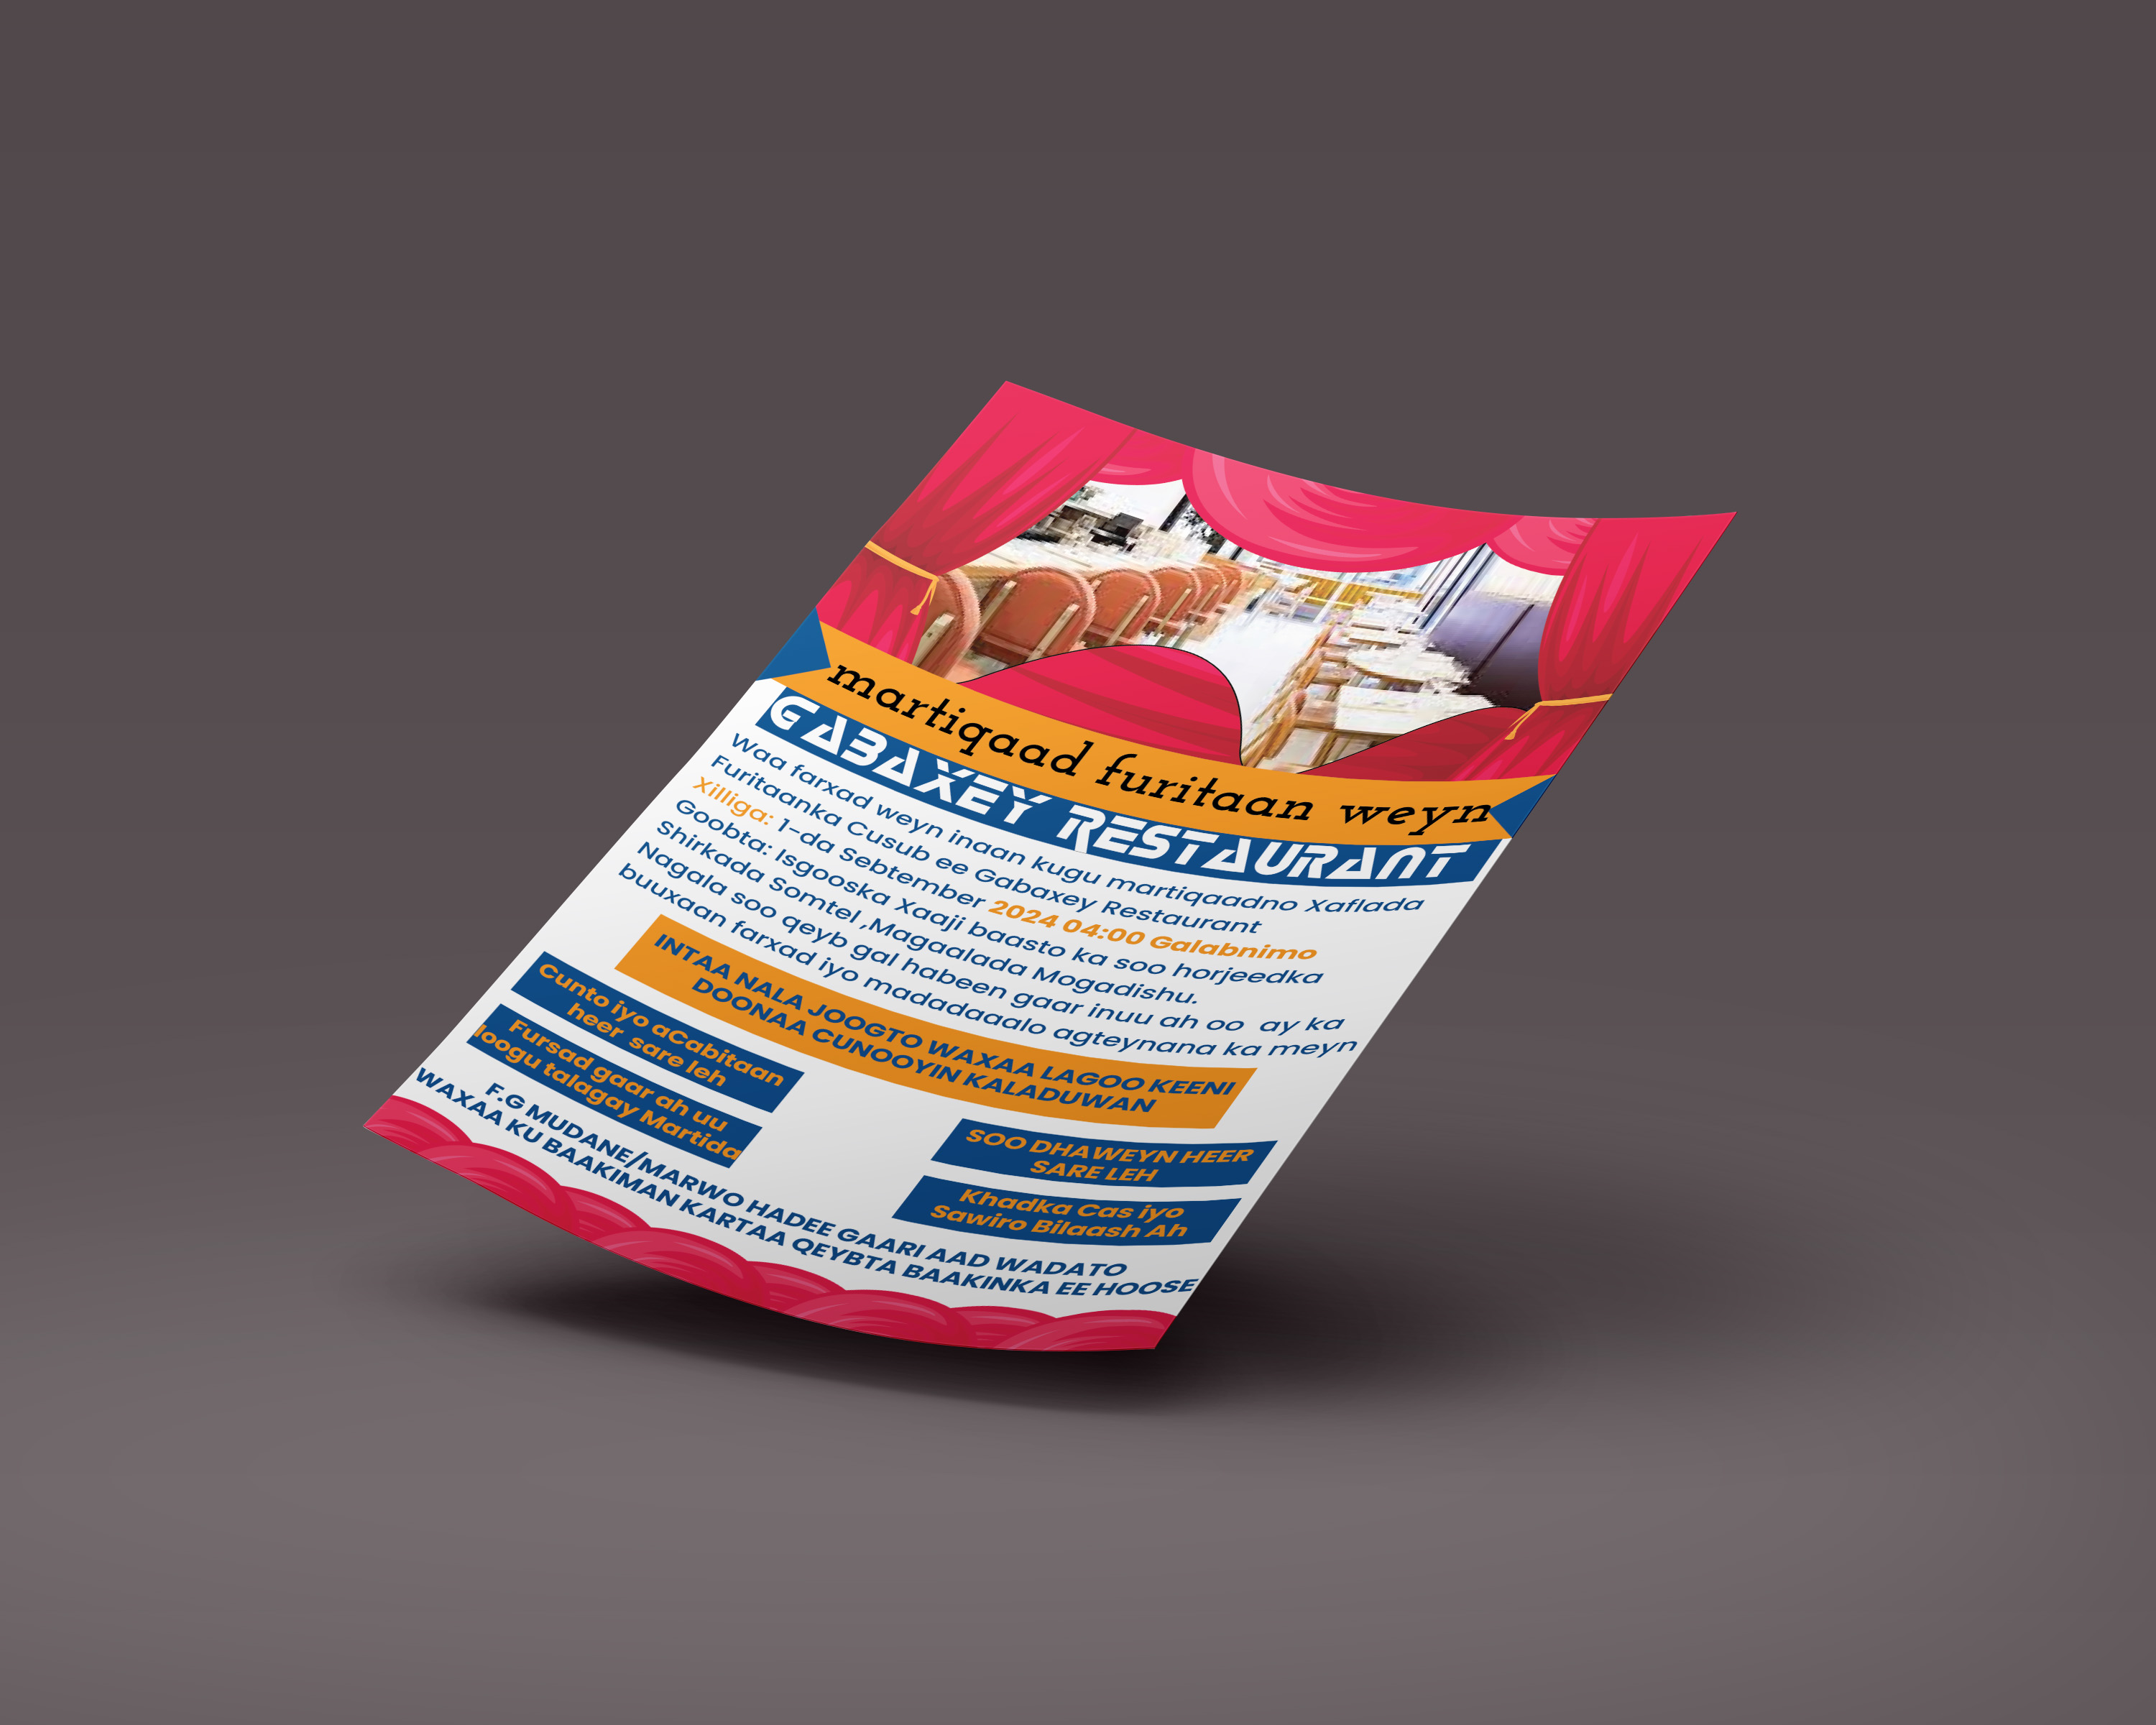 martiqaad furitaan weyn
GABAXEY RESTAURANT
Waa farxad weyn inaan kugu martiqaadno Xaflada
Furitaanka Cusub ee Gabaxey Restaurant
Xilliga: 1-da Sebtember 2024 04:00 Galabnimo
Goobta: Isgooska Xaaji baasto ka soo horjeedka
Shirkada Somtel ,Magaalada Mogadishu.
Nagala soo qeyb gal habeen gaar inuu ah oo ay ka
buuxaan farxad iyo madadaaalo agteynana ka meyn
INTAA NALA JOOGTO WAXAA LAGOO KEENI
DOONAA CUNOOYIN KALADUWAN
Cunto iyo aCabitaan
heer sare leh
Fursad gaar ah uu
loogu talagay Martida
SOO DHAWEYN HEER
SARE LEH
Khadka Cas iyo
Sawiro Bilaash Ah
F.G MUDANE/MARWO HADEE GAARI AAD WADATO
WAXAA KU BAAKIMAN KARTAA QEYBTA BAAKINKA EE HOOSE